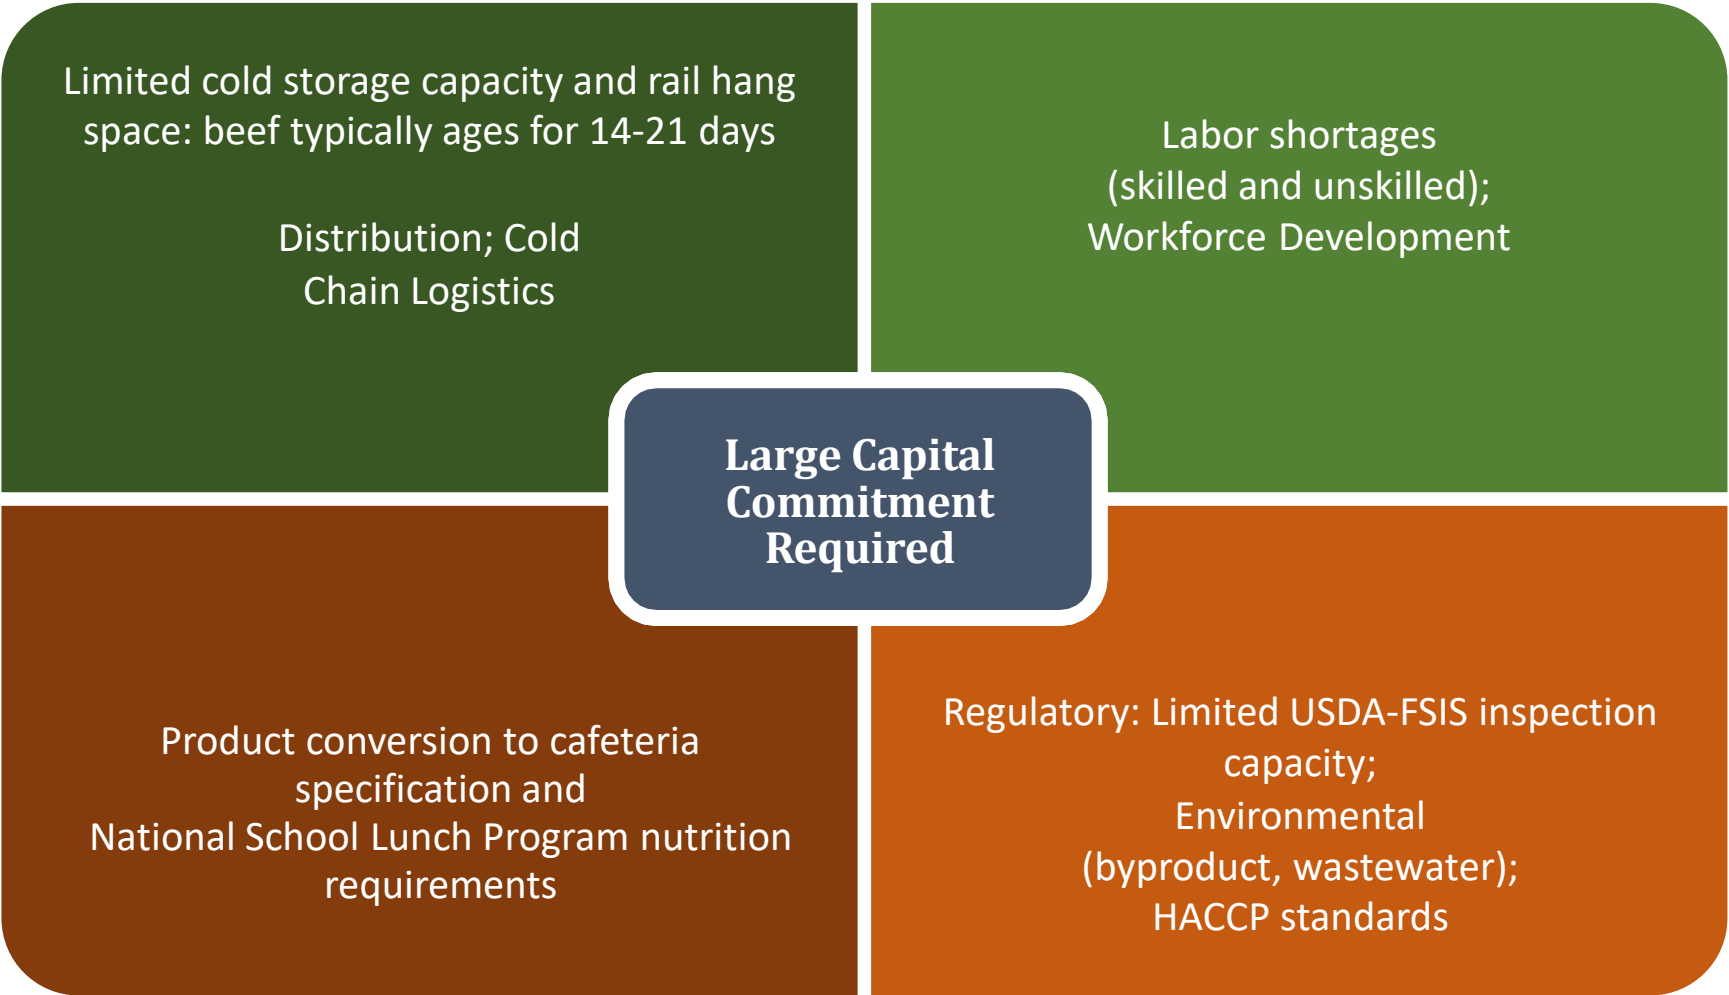 Limited cold storage capacity and rail hang
space: beef typically ages for 14-21 days
Distribution; Cold
Chain Logistics
Labor shortages
(skilled and unskilled);
Workforce Development
Large Capital
Commitment
Required
Product conversion to cafeteria
specification and
National School Lunch Program nutrition
requirements
Regulatory: Limited USDA-FSIS inspection
capacity;
Environmental
(byproduct, wastewater);
HACCP standards